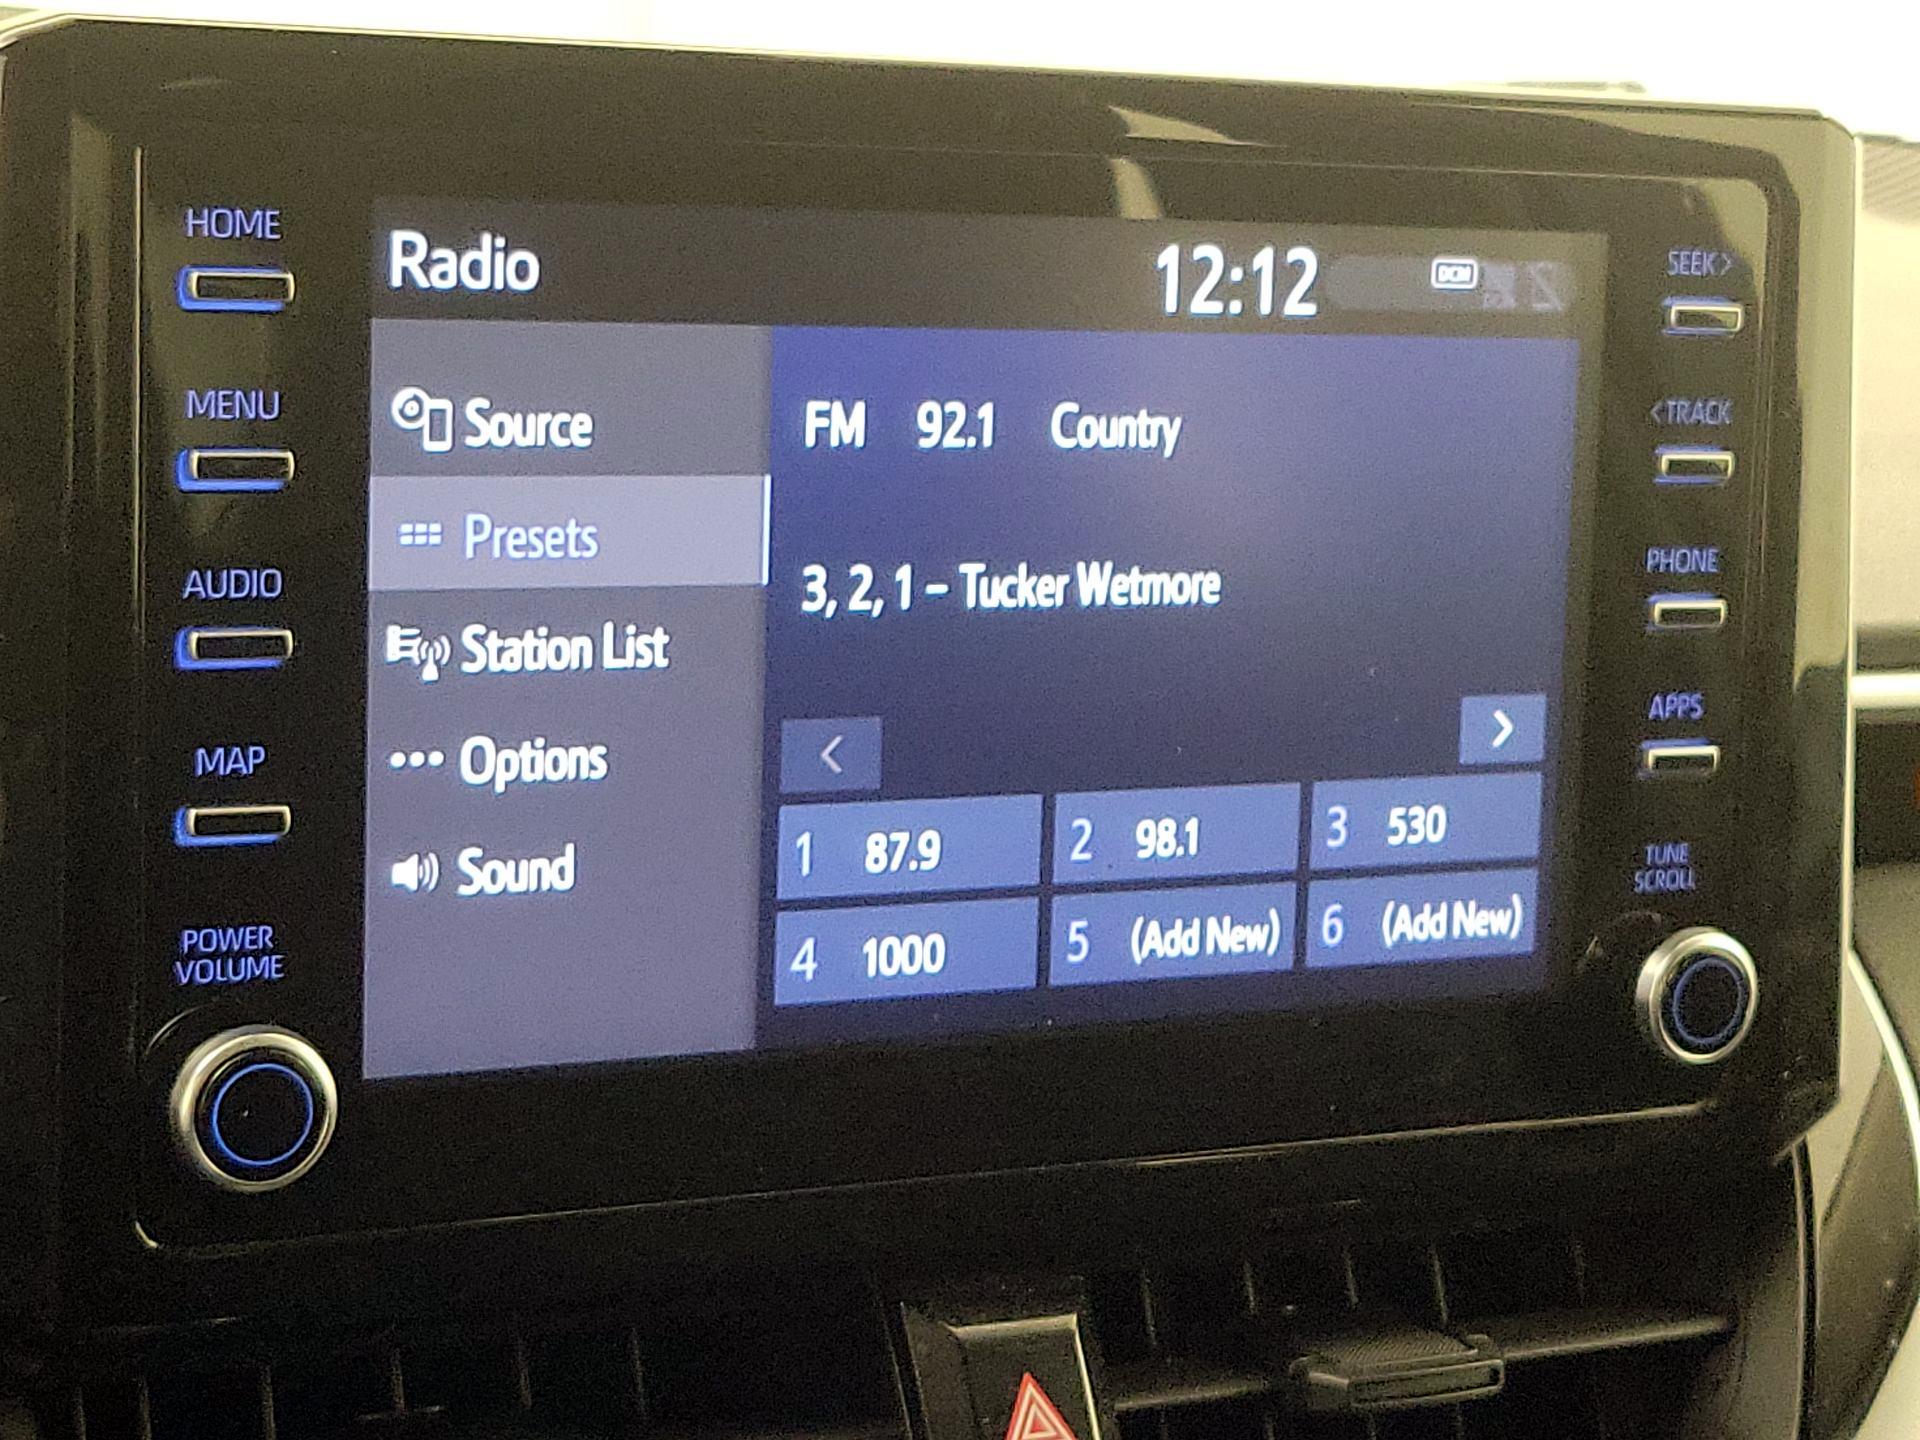 HOME
MENU
AUDIO
MAP
POWER
VOLUME
Radio
12:12
DCM
Source
Presets
Station List
Options
Sound
FM 92.1 Country
3, 2, 1 – Tucker Wetmore
<
>
1 87.9
2 98.1
3 530
4 1000
5 (Add New)
6 (Add New)
SEEK>
<TRACK
PHONE
APPS
TUNE
SCROLL